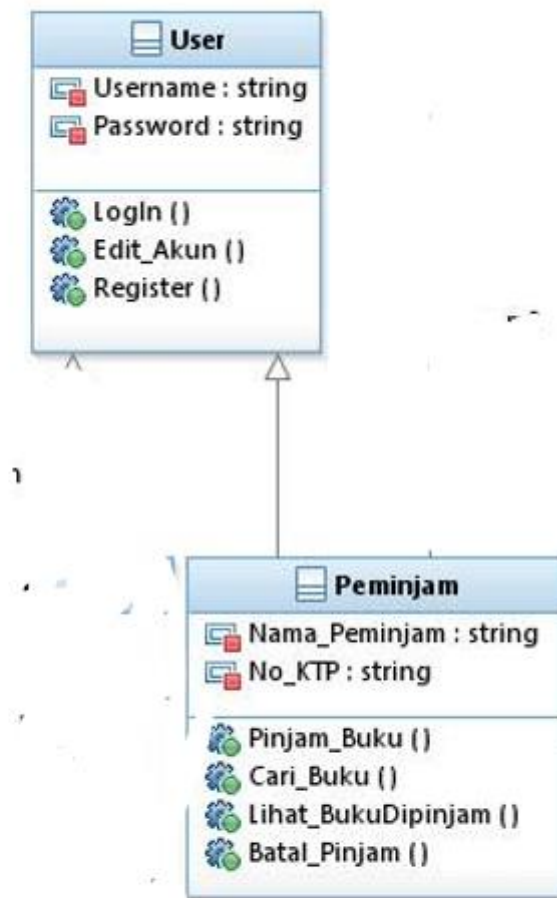 User
Username : string
Password : string
LogIn ()
Edit_Akun ()
Register ()
Peminjam
Nama_Peminjam : string
No_KTP : string
Pinjam_Buku ()
Cari_Buku ()
Lihat_BukuDipinjam ()
Batal_Pinjam ()